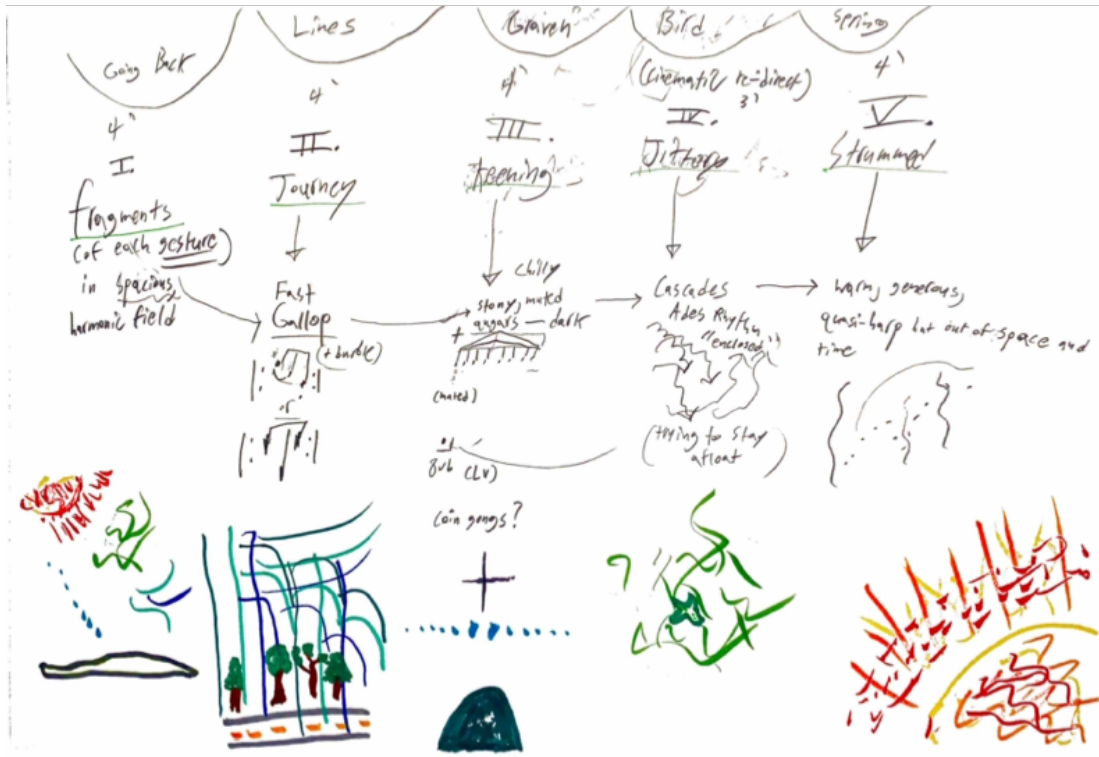 Going Back
4'
I.
fragments
(of each gesture)
in spacious
harmonic field
Lines
4'
II.
Journey
Fast
Gallop
(+ burble)
or
Graven
4'
III.
Keening
chilly
stony, muted
+ — dark
(muted)
Bub (LV)
Coin gongs?
Bird
(cinematic re-direct)
3'
IV.
Jittery
Cascades
Ades Rhythm
"enclosed"
(trying to stay
afloat)
Spring
4'
V.
Strummed
warm, generous,
quasi-harp but out of space and
time